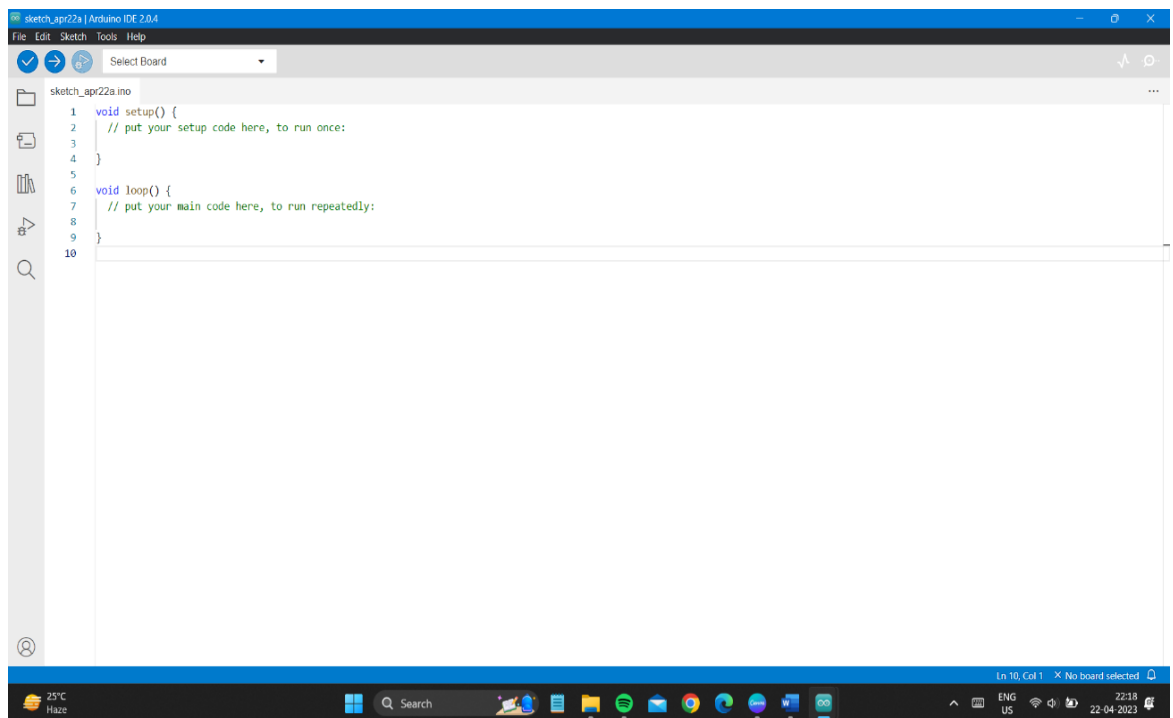 sketch_apr22a | Arduino IDE 2.0.4
File Edit Sketch Tools Help
Select Board
sketch_apr22a.ino
1 void setup() {
2 // put your setup code here, to run once:
3
4 }
5
6 void loop() {
7 // put your main code here, to run repeatedly:
8
9 }
10
Ln 10, Col 1 × No board selected
25°C
Haze
Search
W
ENG
US
22:18
22-04-2023